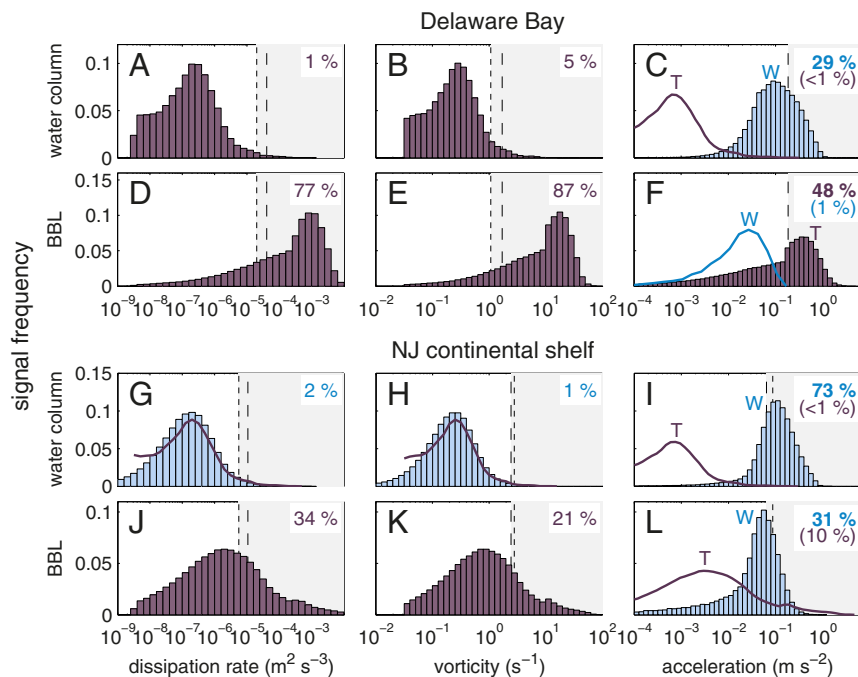 Delaware Bay
A 1 %
B 5 %
C W 29 %
T (<1 %)
water column
0.1
0.05
0
D 77 %
E 87 %
F W 48 %
(1 %)
T
BBL
0.15
0.1
0.05
0
10⁻⁹ 10⁻⁸ 10⁻⁷ 10⁻⁶ 10⁻⁵ 10⁻⁴ 10⁻³
10⁻² 10⁻¹ 10⁰ 10¹ 10²
10⁻⁴ 10⁻³ 10⁻² 10⁻¹ 10⁰
signal frequency
NJ continental shelf
G 2 %
H 1 %
I W 73 %
T (<1 %)
water column
0.15
0.1
0.05
0
J 34 %
K 21 %
L W 31 %
T (10 %)
BBL
0.1
0.05
0
10⁻⁹ 10⁻⁸ 10⁻⁷ 10⁻⁶ 10⁻⁵ 10⁻⁴ 10⁻³
10⁻² 10⁻¹ 10⁰ 10¹ 10²
10⁻⁴ 10⁻³ 10⁻² 10⁻¹ 10⁰
dissipation rate (m² s⁻³)
vorticity (s⁻¹)
acceleration (m s⁻²)